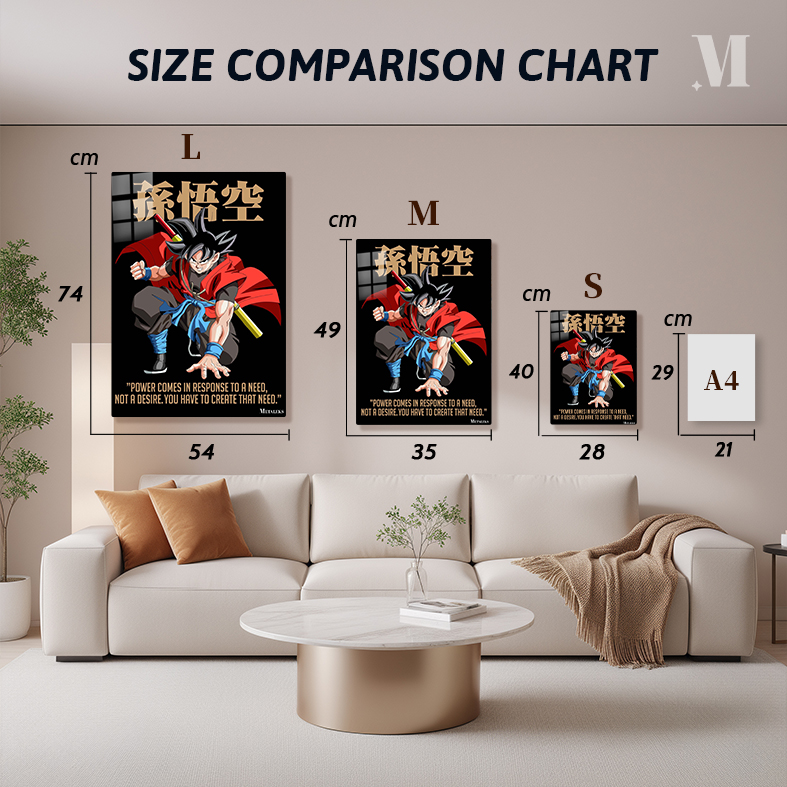 SIZE COMPARISON CHART
M
cm
L
孫悟空
74
"POWER COMES IN RESPONSE TO A NEED,
NOT A DESIRE. YOU HAVE TO CREATE THAT NEED."
METALEKS
54
cm
M
孫悟空
49
"POWER COMES IN RESPONSE TO A NEED,
NOT A DESIRE. YOU HAVE TO CREATE THAT NEED."
METALEKS
35
cm
S
孫悟空
40
"POWER COMES IN RESPONSE TO A NEED,
NOT A DESIRE. YOU HAVE TO CREATE THAT NEED."
METALEKS
28
cm
29
A4
21